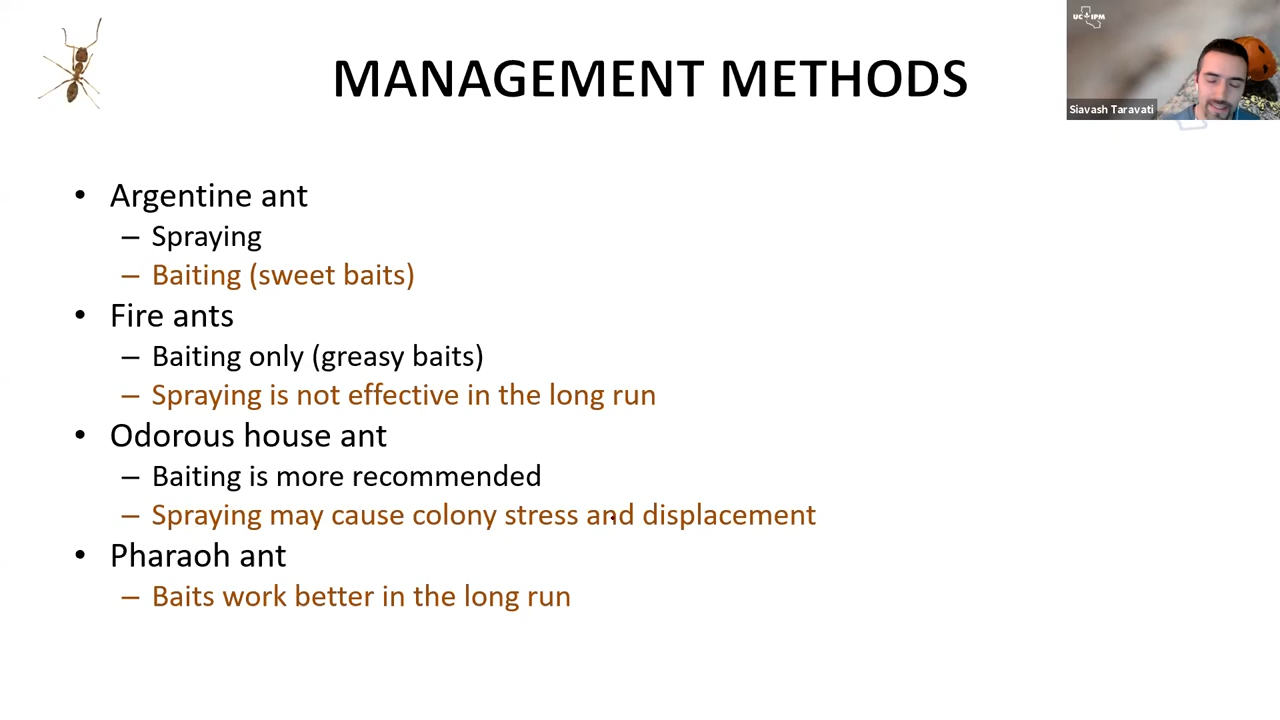 MANAGEMENT METHODS
UC IPM
Siavash Taravati
• Argentine ant
– Spraying
– Baiting (sweet baits)
• Fire ants
– Baiting only (greasy baits)
– Spraying is not effective in the long run
• Odorous house ant
– Baiting is more recommended
– Spraying may cause colony stress and displacement
• Pharaoh ant
– Baits work better in the long run